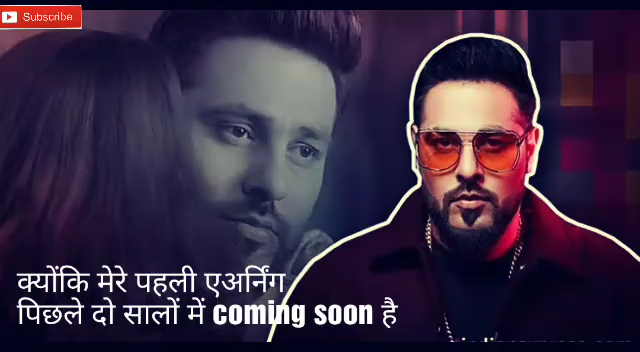 Subscribe
क्योंकि मेरे पहली एअर्निंग
पिछले दो सालों में coming soon है